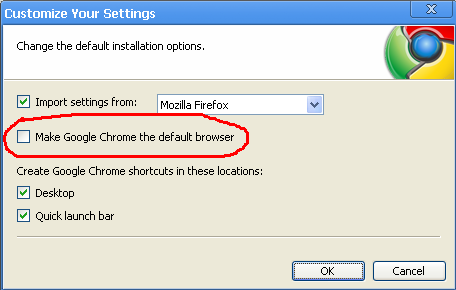 Customize Your Settings
Change the default installation options.
Import settings from: Mozilla Firefox
Make Google Chrome the default browser
Create Google Chrome shortcuts in these locations:
Desktop
Quick launch bar
OK Cancel